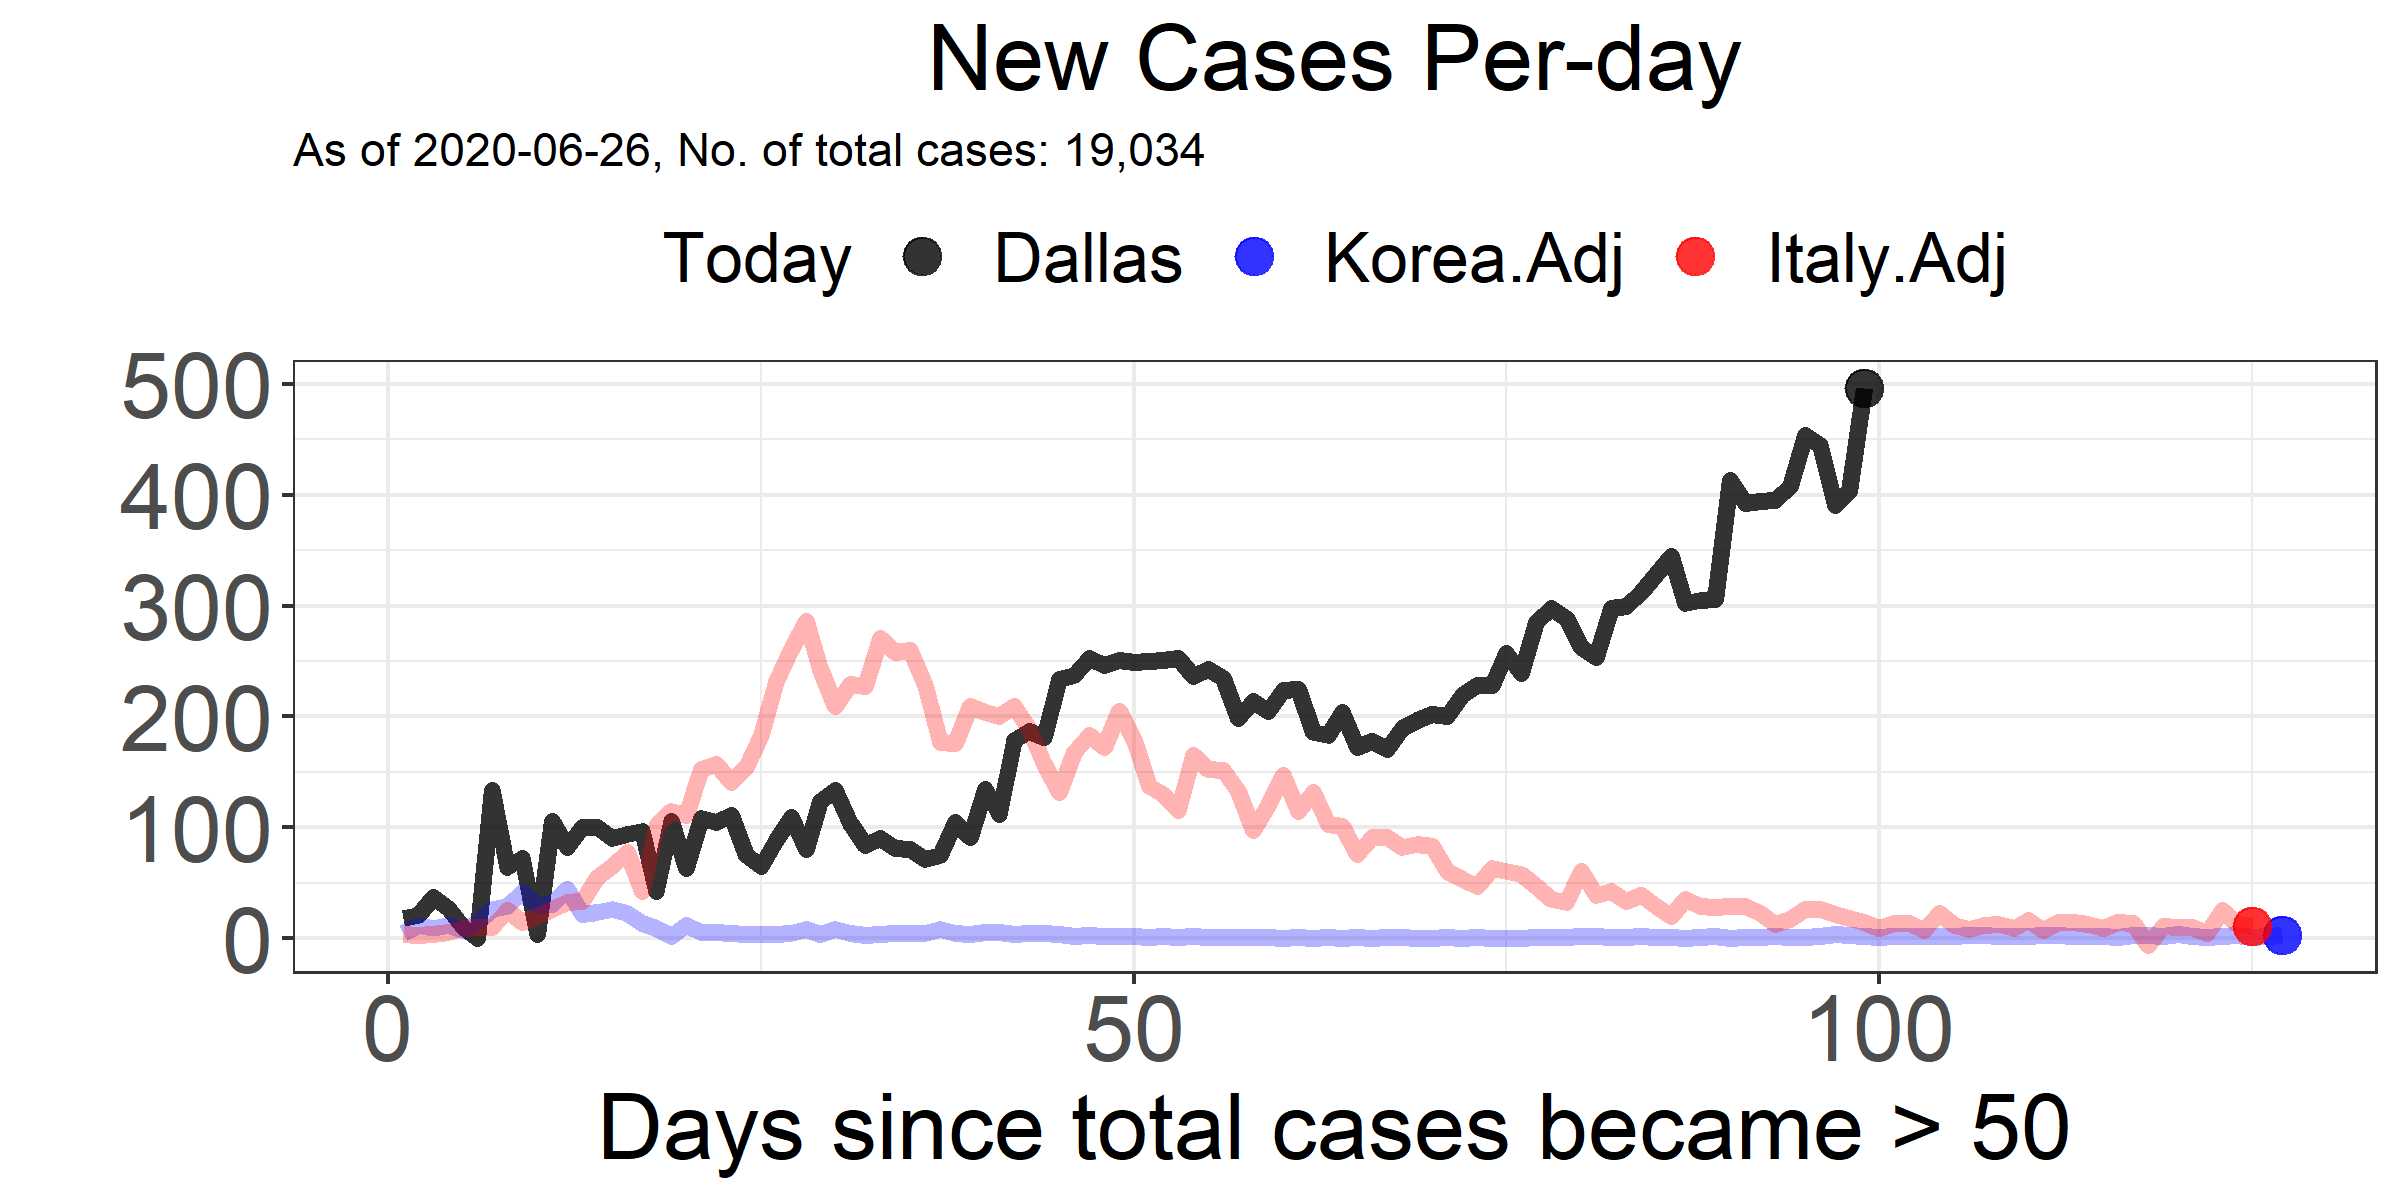 New Cases Per-day
As of 2020-06-26, No. of total cases: 19,034
Today Dallas Korea.Adj Italy.Adj
500
400
300
200
100
0
0 50 100
Days since total cases became > 50